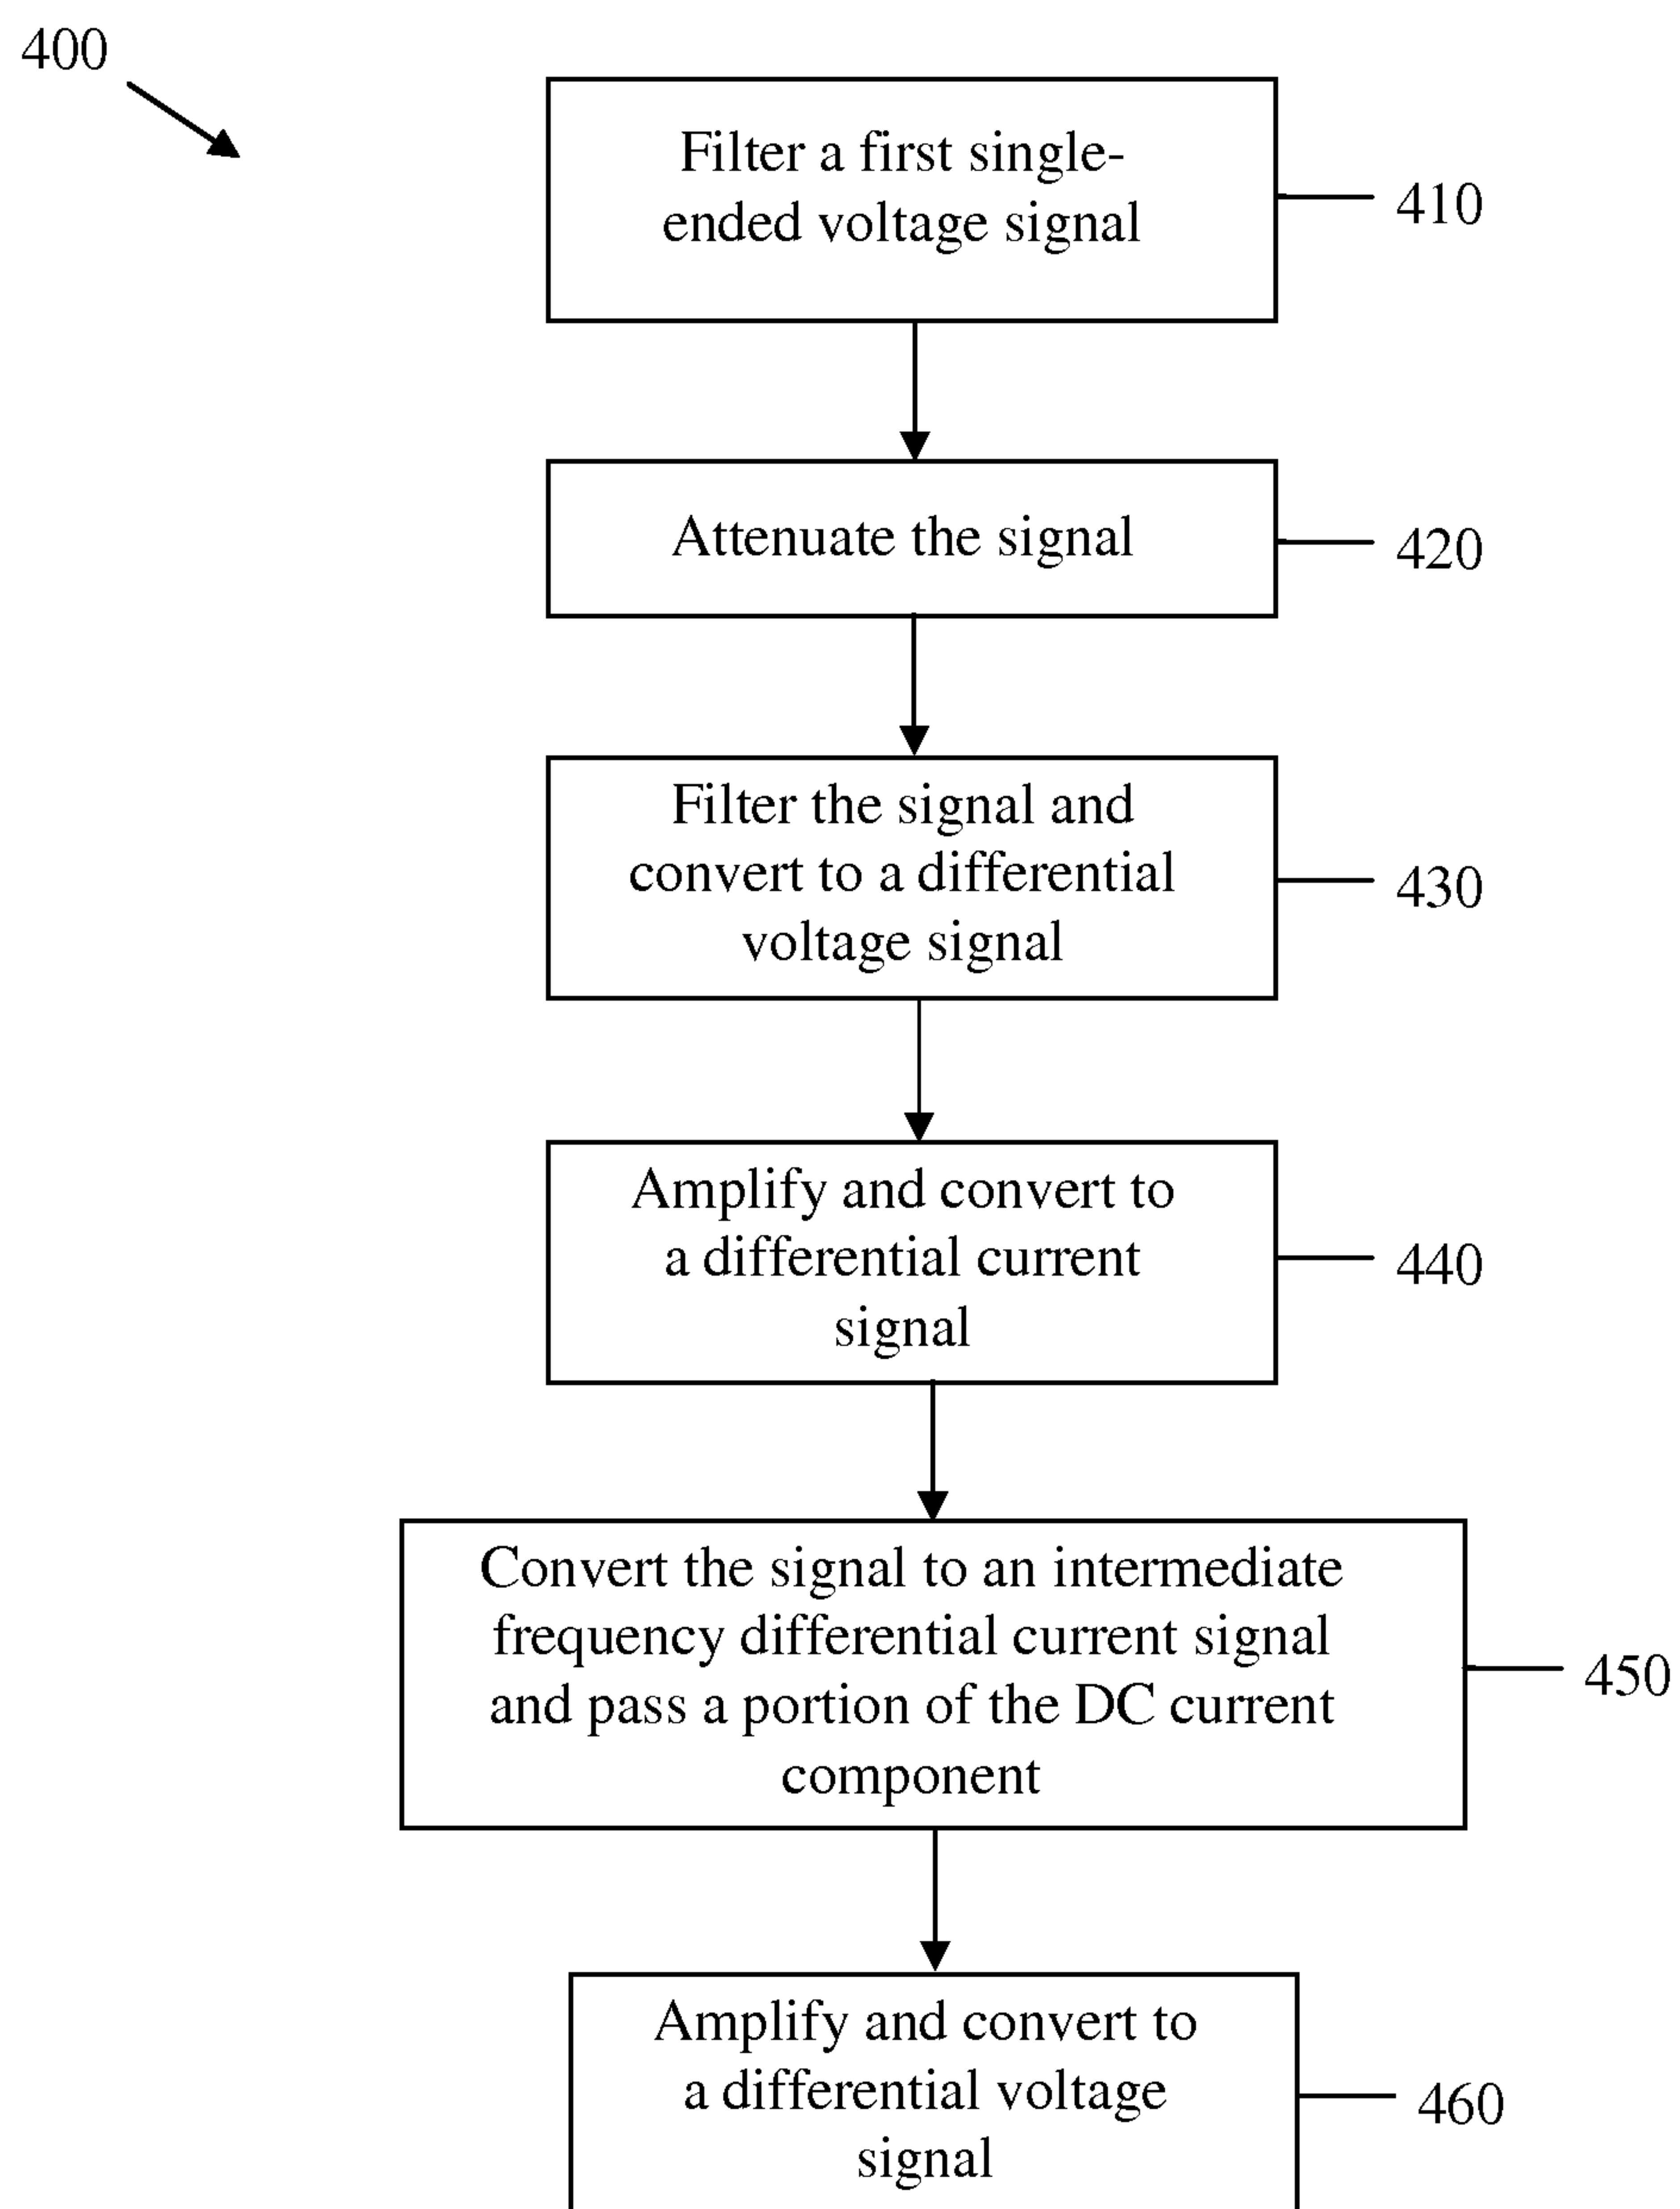 400
Filter a first single-
ended voltage signal
410
Attenuate the signal
420
Filter the signal and
convert to a differential
voltage signal
430
Amplify and convert to
a differential current
signal
440
Convert the signal to an intermediate
frequency differential current signal
and pass a portion of the DC current
component
450
Amplify and convert to
a differential voltage
signal
460